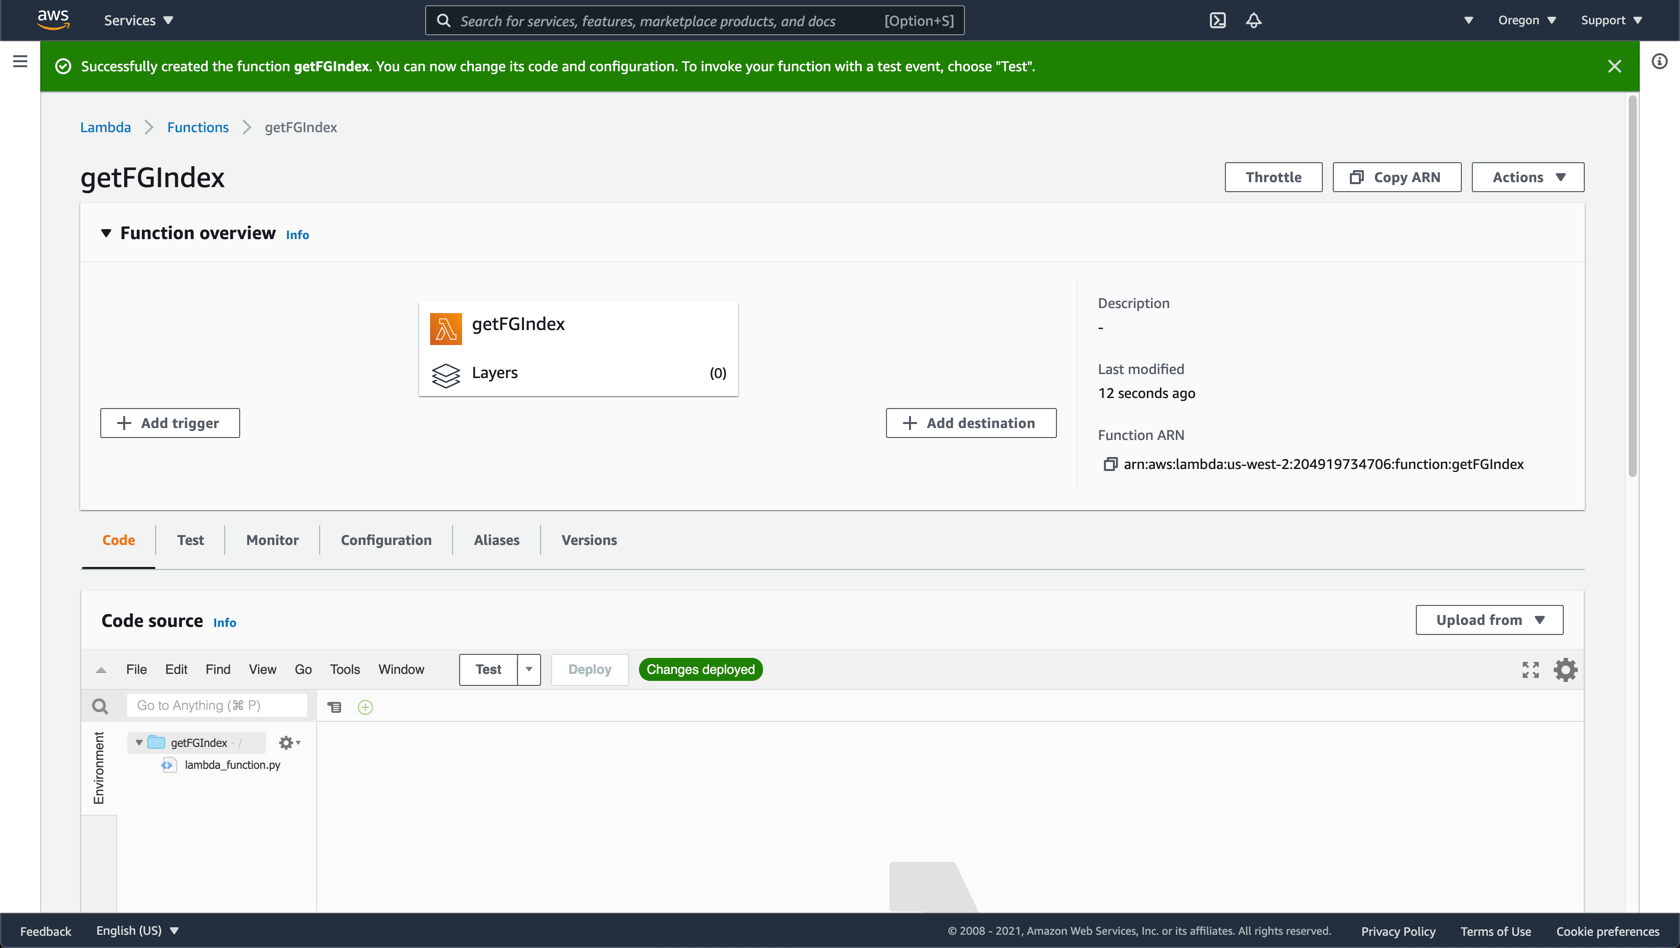 aws Services Search for services, features, marketplace products, and docs [Option+S] Oregon Support
Successfully created the function getFGIndex. You can now change its code and configuration. To invoke your function with a test event, choose "Test".
Lambda Functions getFGIndex
getFGIndex
Throttle Copy ARN Actions
Function overview Info
getFGIndex
Layers (0)
Add trigger
Add destination
Description
-
Last modified
12 seconds ago
Function ARN
arn:aws:lambda:us-west-2:204919734706:function:getFGIndex
Code Test Monitor Configuration Aliases Versions
Code source Info
Upload from
File Edit Find View Go Tools Window Test Deploy Changes deployed
Go to Anything (⌘ P)
Environment
getFGIndex - /
lambda_function.py
Feedback English (US) © 2008 - 2021, Amazon Web Services, Inc. or its affiliates. All rights reserved. Privacy Policy Terms of Use Cookie preferences